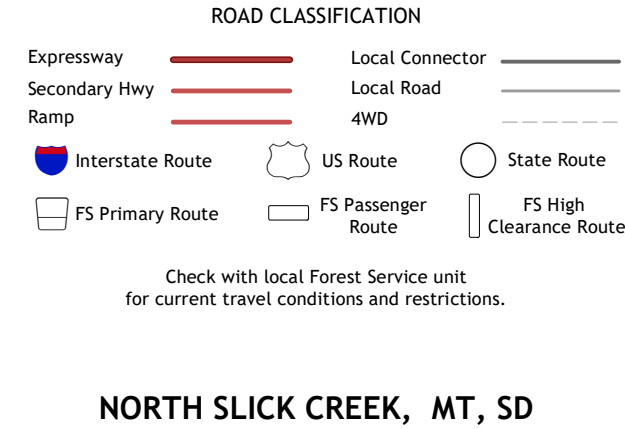 ROAD CLASSIFICATION
Expressway
Local Connector
Secondary Hwy
Local Road
Ramp
4WD
Interstate Route
US Route
State Route
FS Primary Route
FS Passenger
Route
FS High
Clearance Route
Check with local Forest Service unit
for current travel conditions and restrictions.
NORTH SLICK CREEK, MT, SD